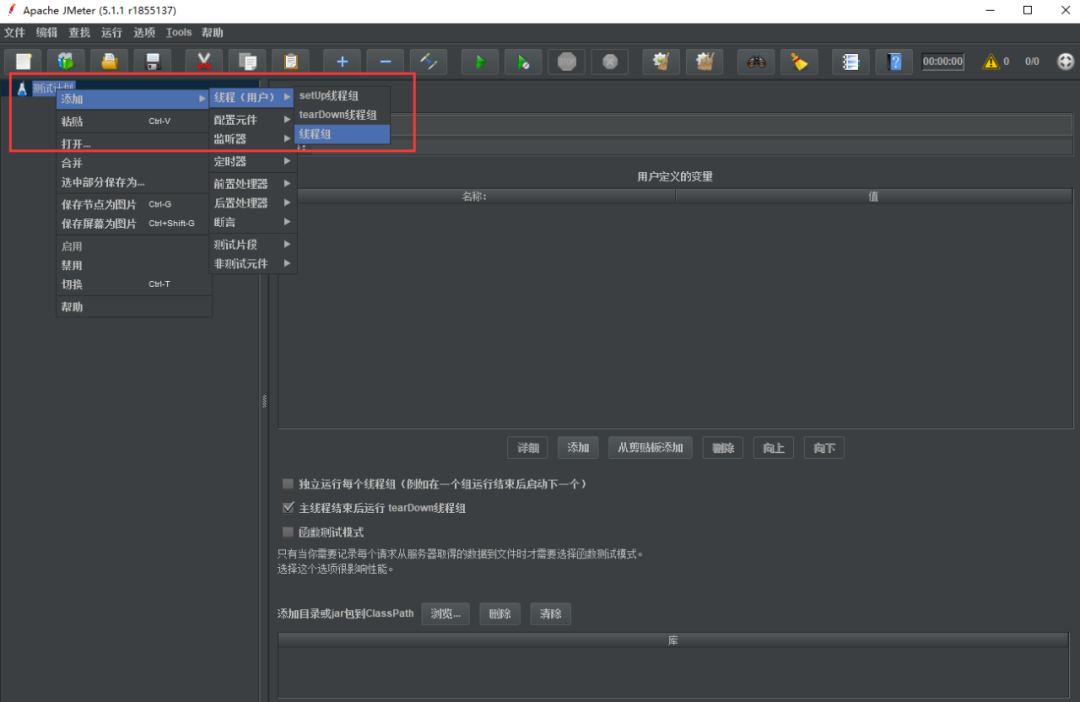 Apache JMeter (5.1.1 r1855137)
文件 编辑 查找 运行 选项 Tools 帮助
00:00:00 0 0/0
测试计划
添加
粘贴 Ctrl-V
打开...
合并
选中部分保存为...
保存节点为图片 Ctrl-G
保存屏幕为图片 Ctrl+Shift-G
启用
禁用
切换 Ctrl-T
帮助
线程（用户）
配置元件
监听器
定时器
前置处理器
后置处理器
断言
测试片段
非测试元件
setUp线程组
tearDown线程组
线程组
用户定义的变量
名称: 值
详细 添加 从剪贴板添加 删除 向上 向下
独立运行每个线程组（例如在一个组运行结束后启动下一个）
主线程结束后运行 tearDown线程组
函数测试模式
只有当你需要记录每个请求从服务器取得的数据到文件时才需要选择函数测试模式。
选择这个选项很影响性能。
添加目录或jar包到ClassPath 浏览... 删除 清除
库